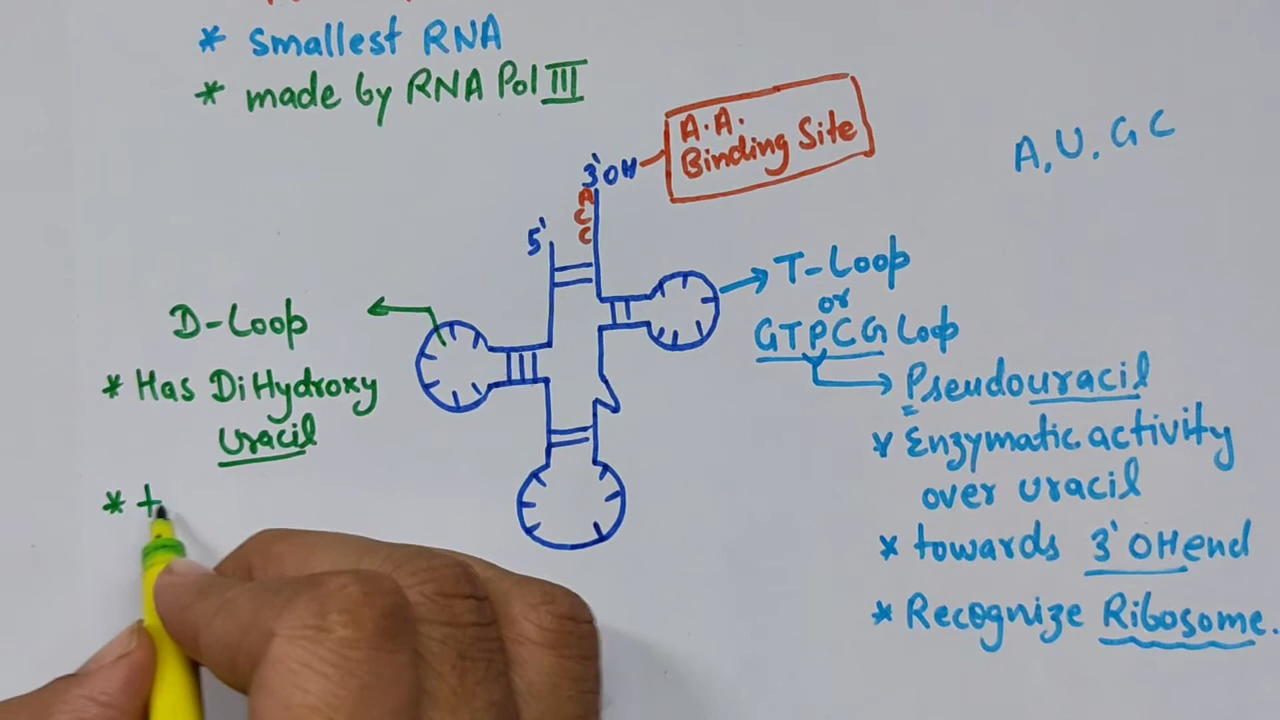 * Smallest RNA
* made by RNA Pol III
A.A.
Binding Site
3'OH
A
C
C
5'
A, U, G C
T-Loop
or
GTPCG Loop
Pseudouracil
* Enzymatic activity
over uracil
* towards 3'OH end
* Recognize Ribosome.
D-Loop
* Has DiHydroxy
Uracil
* t